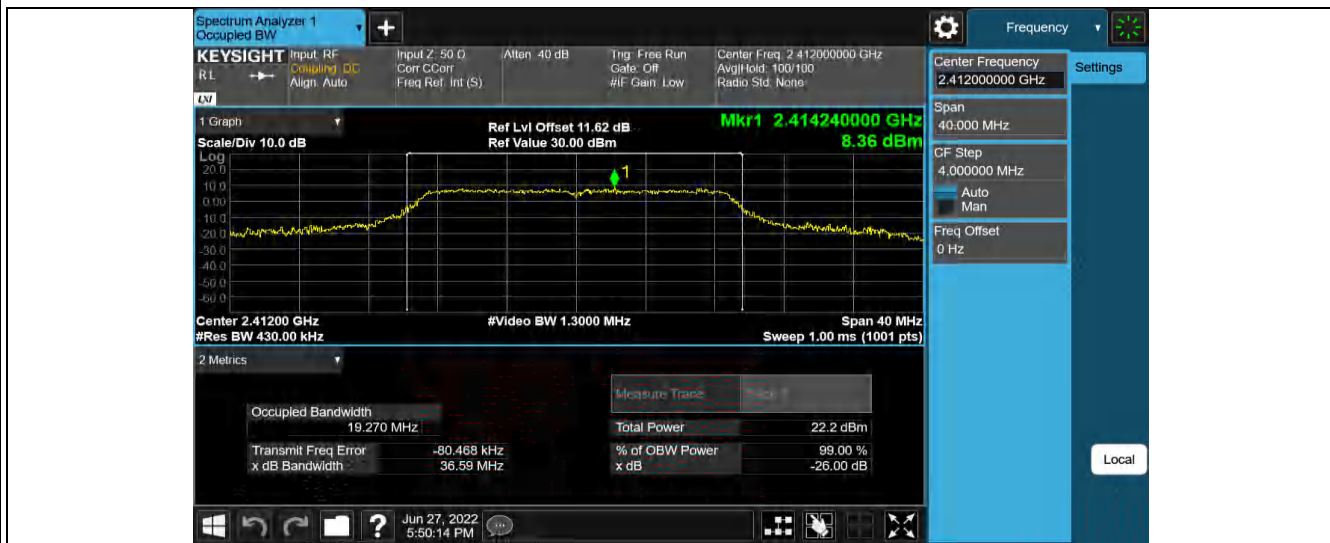 Spectrum Analyzer 1
Occupied BW
KEYSIGHT
R L
LXI
Input: RF
Coupling: DC
Align: Auto
Input Z: 50 Ω
Corr CCorr
Freq Ref: Int (S)
Atten: 40 dB
Trig: Free Run
Gate: Off
#IF Gain: Low
Center Freq: 2.412000000 GHz
Avg|Hold: 100/100
Radio Std: None
1 Graph
Scale/Div 10.0 dB
Ref Lvl Offset 11.62 dB
Ref Value 30.00 dBm
Mkr1 2.414240000 GHz
8.36 dBm
Log
20.0
10.0
0.00
-10.0
-20.0
-30.0
-40.0
-50.0
-60.0
1
Center 2.41200 GHz
#Res BW 430.00 kHz
#Video BW 1.3000 MHz
Span 40 MHz
Sweep 1.00 ms (1001 pts)
2 Metrics
Occupied Bandwidth
19.270 MHz
Transmit Freq Error -80.468 kHz
x dB Bandwidth 36.59 MHz
Measure Trace
Total Power 22.2 dBm
% of OBW Power 99.00 %
x dB -26.00 dB
Frequency
Settings
Center Frequency
2.412000000 GHz
Span
40.000 MHz
CF Step
4.000000 MHz
Auto
Man
Freq Offset
0 Hz
Local
?
Jun 27, 2022
5:50:14 PM